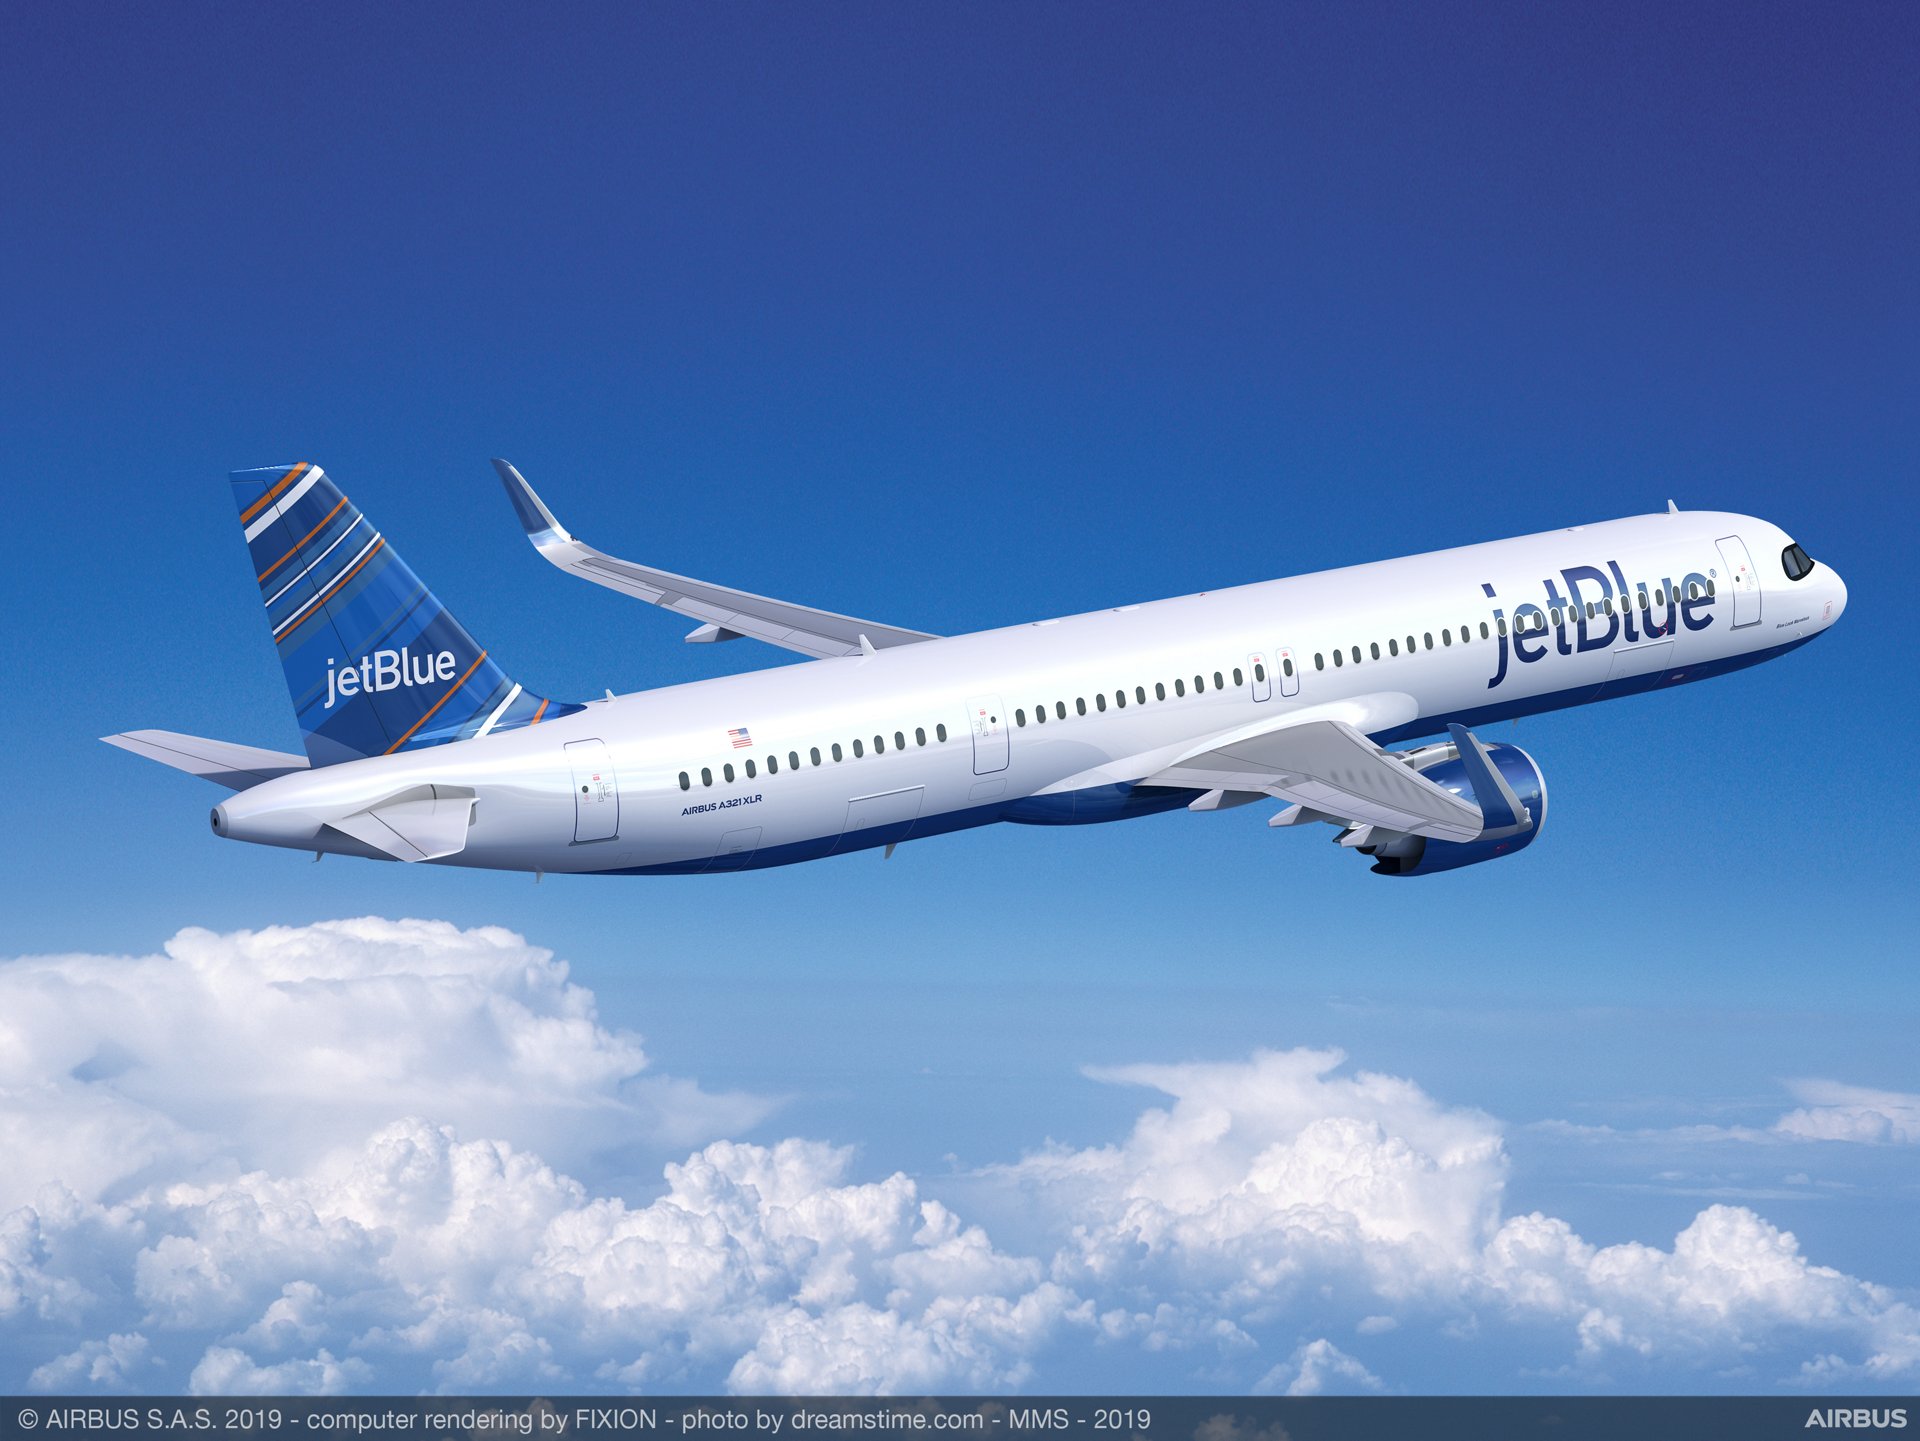 jetBlue®
jetBlue
AIRBUS A321XLR
© AIRBUS S.A.S. 2019 - computer rendering by FIXION - photo by dreamstime.com - MMS - 2019
AIRBUS